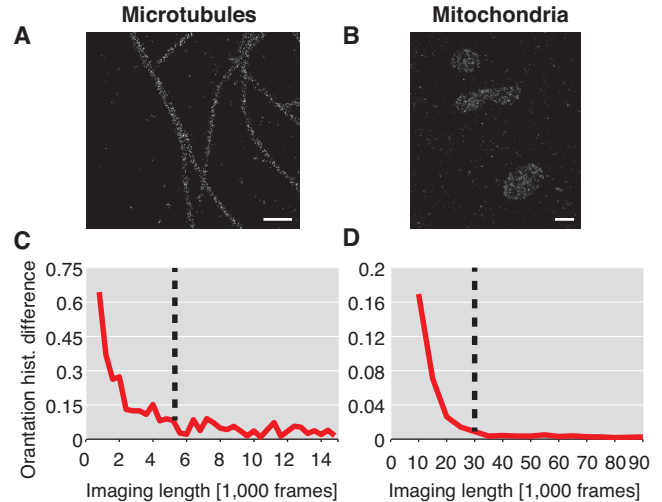 Microtubules Mitochondria
A B
C D
Orantation hist. difference
0.75
0.6
0.45
0.3
0.15
0
0 2 4 6 8 10 12 14
Imaging length [1,000 frames]
0.2
0.16
0.12
0.08
0.04
0
0 10 20 30 40 50 60 70 80 90
Imaging length [1,000 frames]